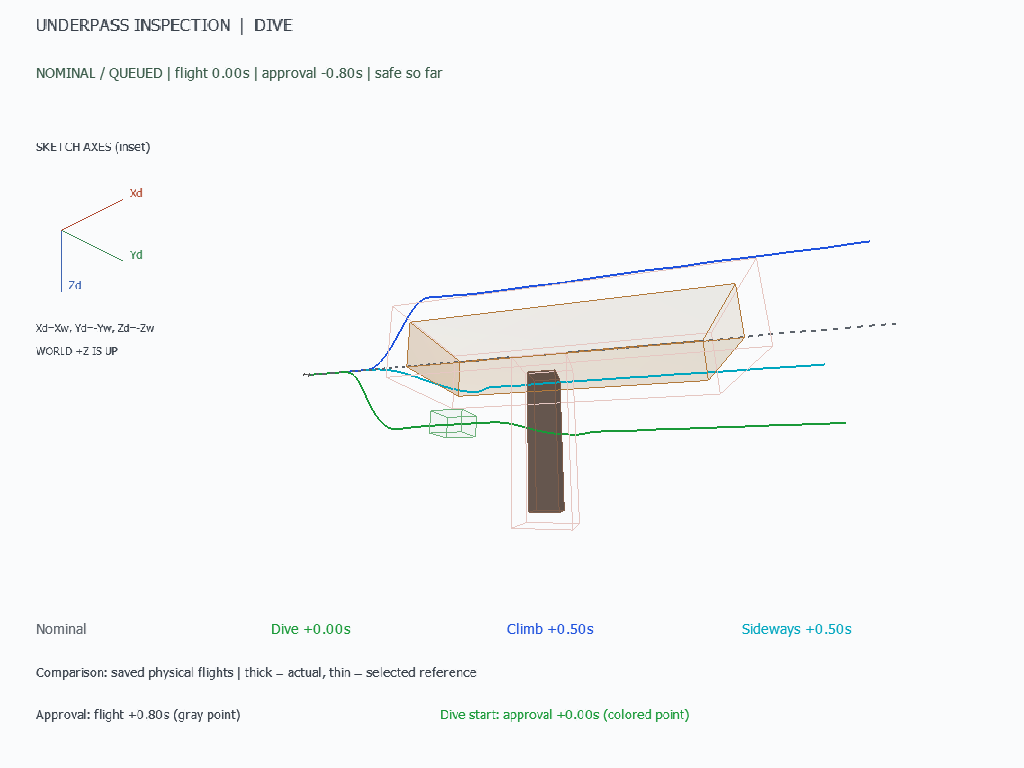 UNDERPASS INSPECTION | DIVE
NOMINAL / QUEUED | flight 0.00s | approval -0.80s | safe so far
SKETCH AXES (inset)
Xd
Yd
Zd
Xd=Xw, Yd=-Yw, Zd=-Zw
WORLD +Z IS UP
Nominal Dive +0.00s Climb +0.50s Sideways +0.50s
Comparison: saved physical flights | thick = actual, thin = selected reference
Approval: flight +0.80s (gray point) Dive start: approval +0.00s (colored point)